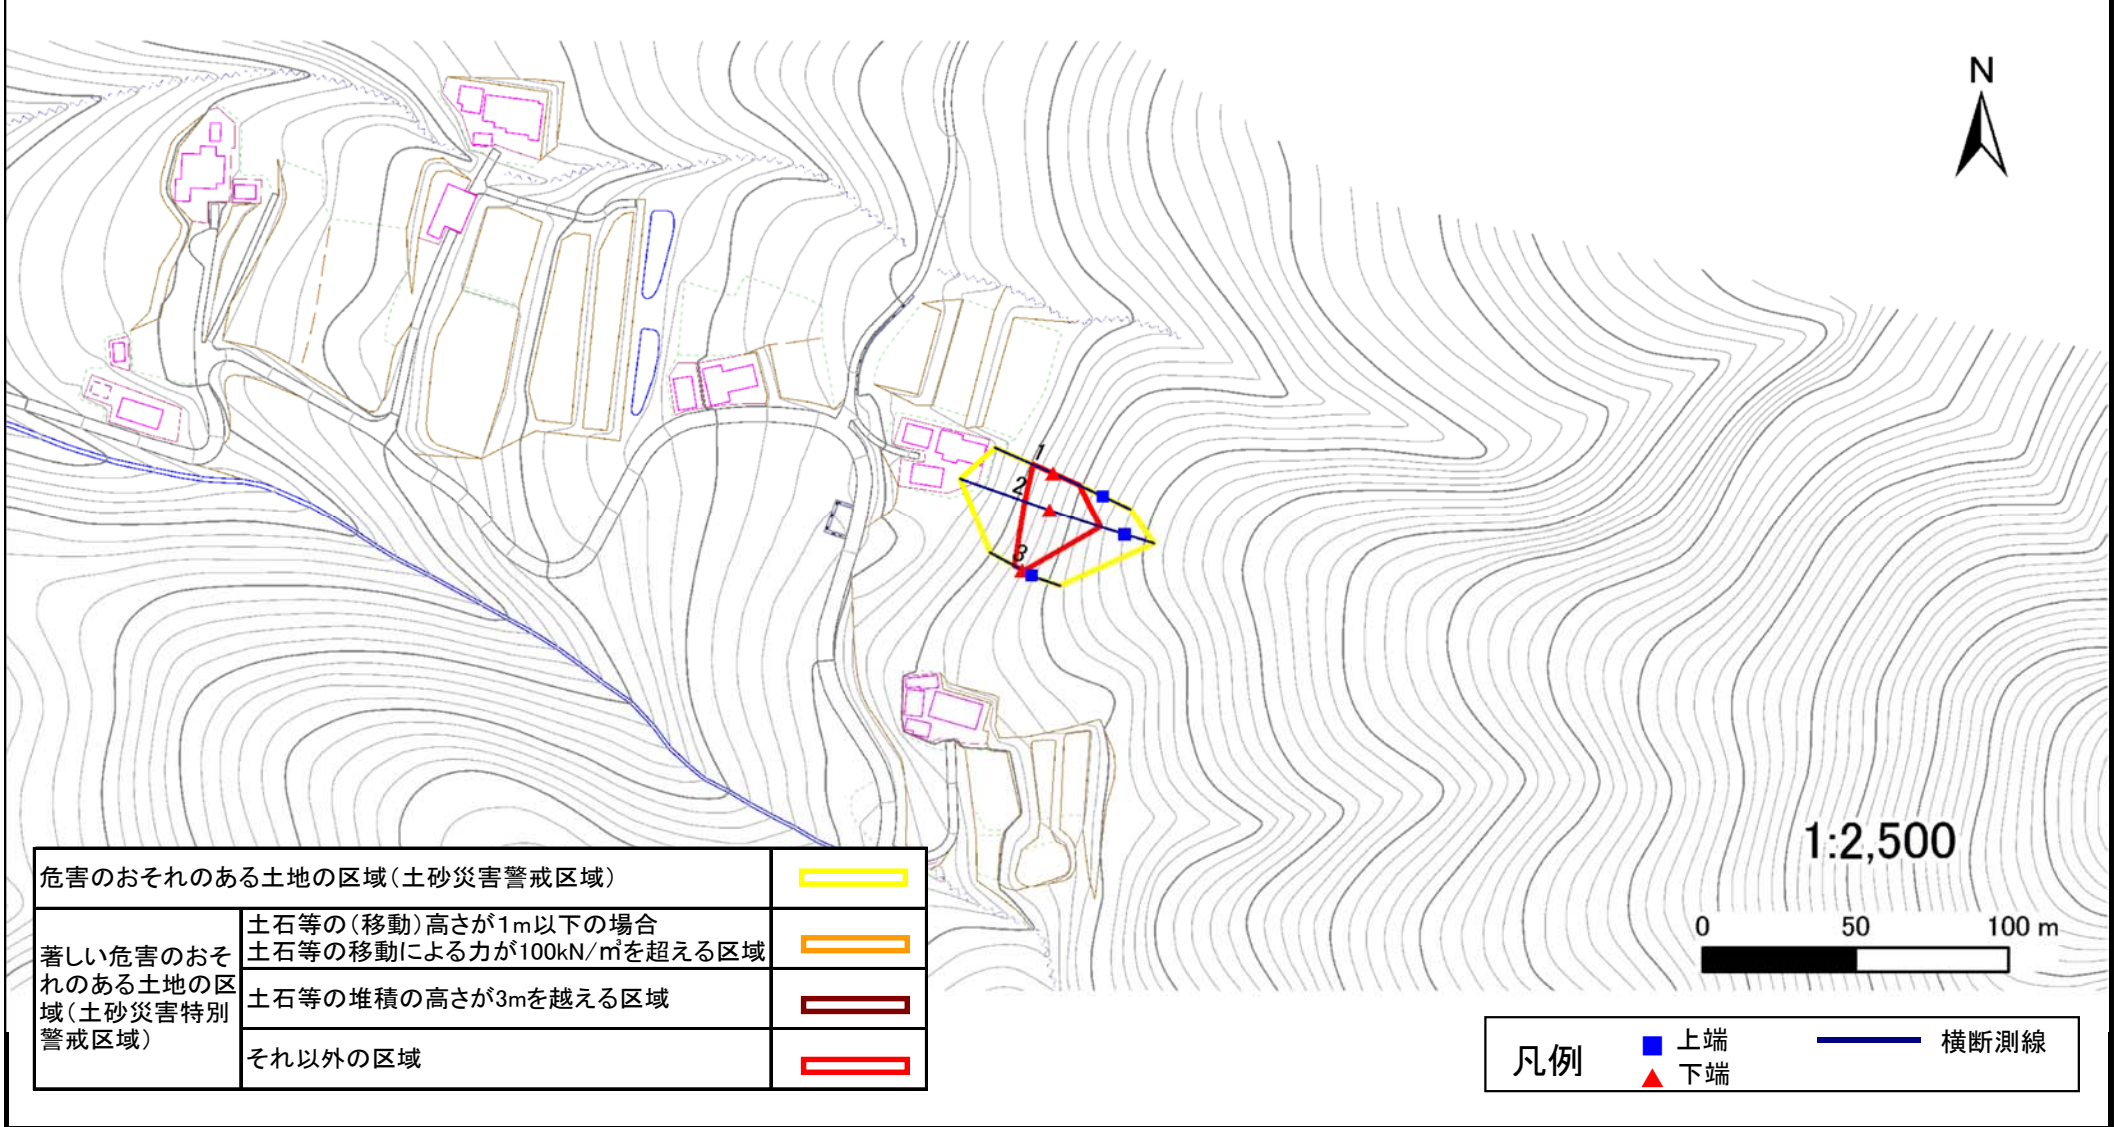 N
1
2
3
1:2,500
0 50 100 m
危害のおそれのある土地の区域(土砂災害警戒区域)
著しい危害のおそ
れのある土地の区
域(土砂災害特別
警戒区域)
土石等の(移動)高さが1m以下の場合
土石等の移動による力が100kN/㎡を超える区域
土石等の堆積の高さが3mを越える区域
それ以外の区域
凡例
上端
下端
横断測線